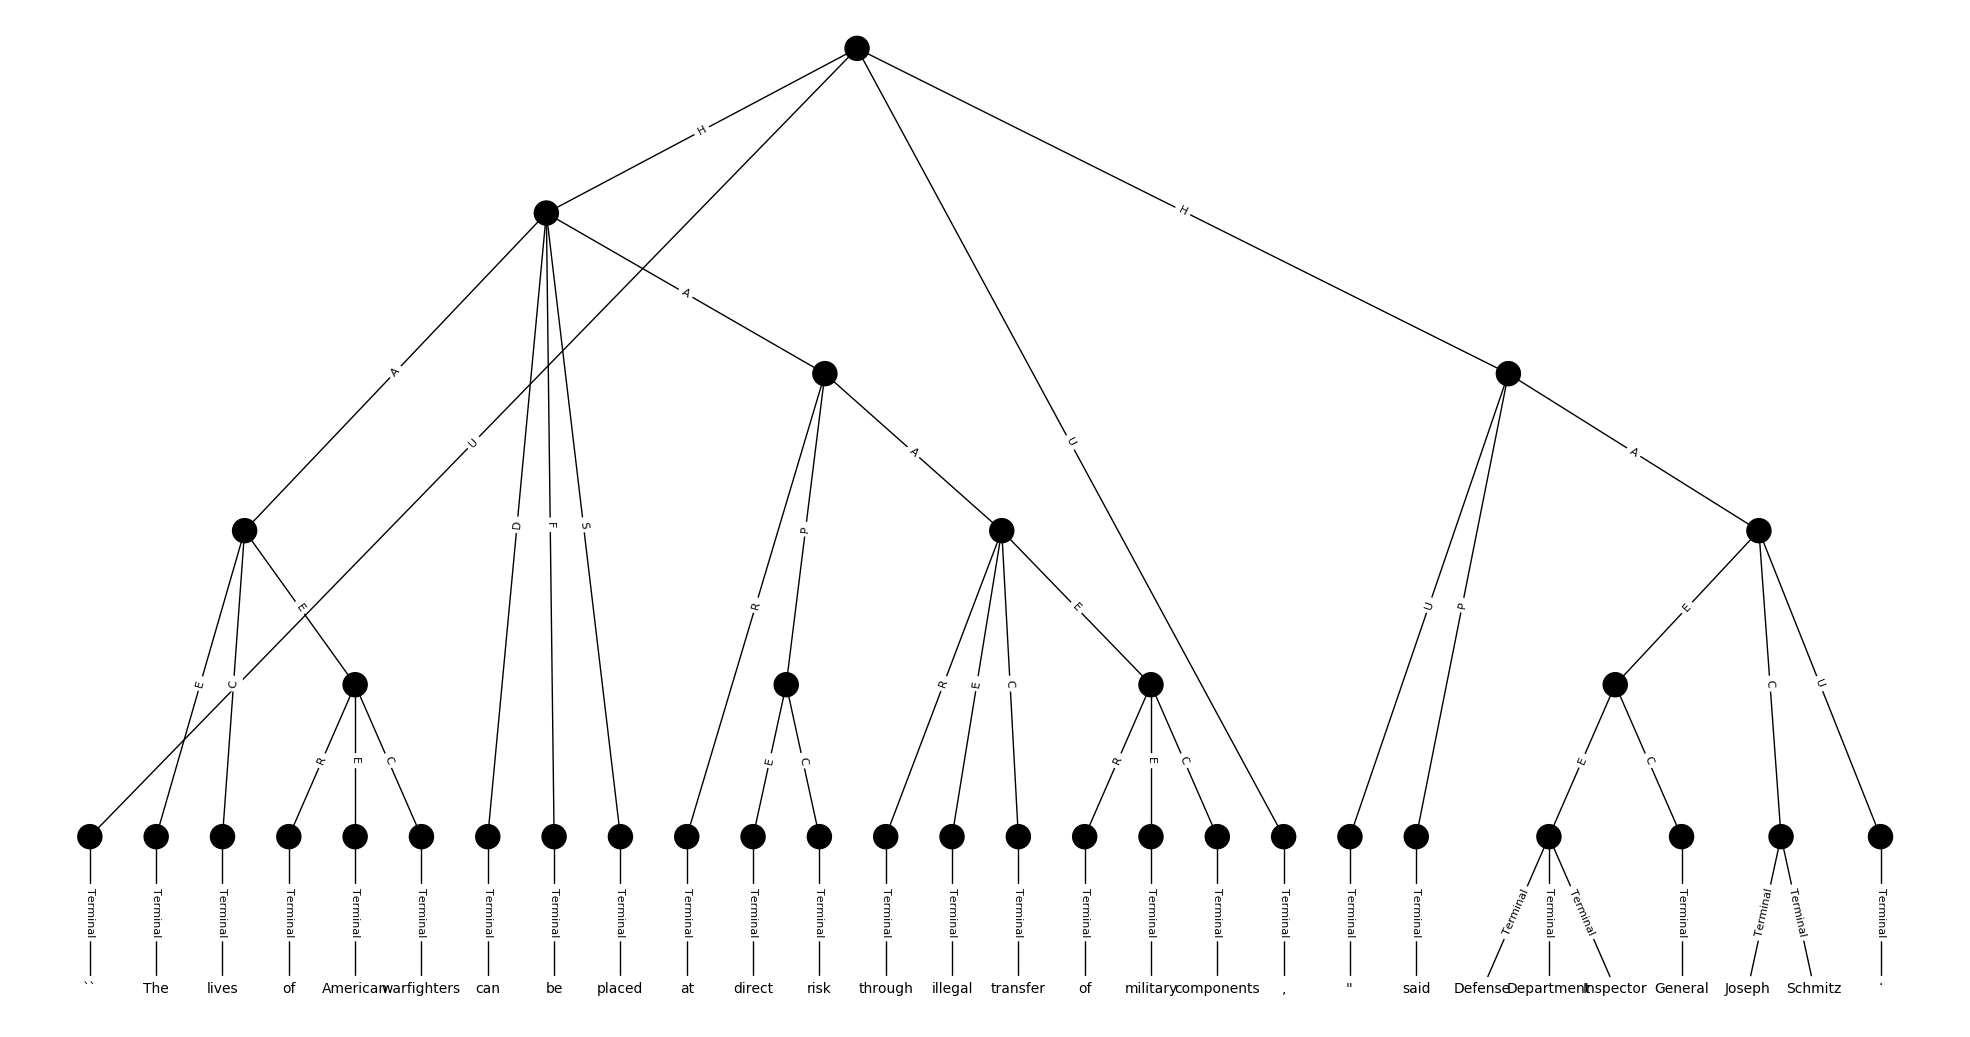 H
H
A
A
U
A
U
A
D
F
S
P
R
E
U
P
E
E
C
R
E
C
E
C
U
R
E
C
E
C
R
E
C
E
C
Terminal Terminal Terminal Terminal Terminal Terminal Terminal Terminal Terminal Terminal Terminal Terminal Terminal Terminal Terminal Terminal Terminal Terminal Terminal Terminal Terminal Terminal Terminal Terminal Terminal Terminal Terminal Terminal
`` The lives of American warfighters can be placed at direct risk through illegal transfer of military components , " said Defense Department Inspector General Joseph Schmitz .